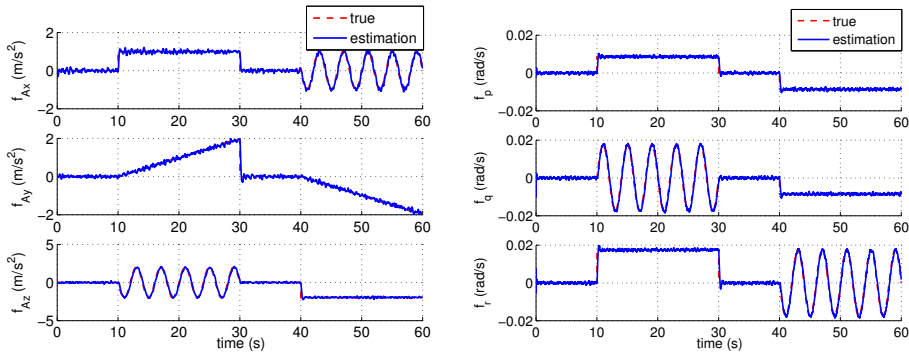 true
estimation
f_Ax (m/s²)
2
0
−2
0 10 20 30 40 50 60
f_Ay (m/s²)
2
0
−2
0 10 20 30 40 50 60
f_Az (m/s²)
5
0
−5
0 10 20 30 40 50 60
time (s)
true
estimation
f_p (rad/s)
0.02
0
−0.02
0 10 20 30 40 50 60
f_q (rad/s)
0.02
0
−0.02
0 10 20 30 40 50 60
f_r (rad/s)
0.02
0
−0.02
0 10 20 30 40 50 60
time (s)